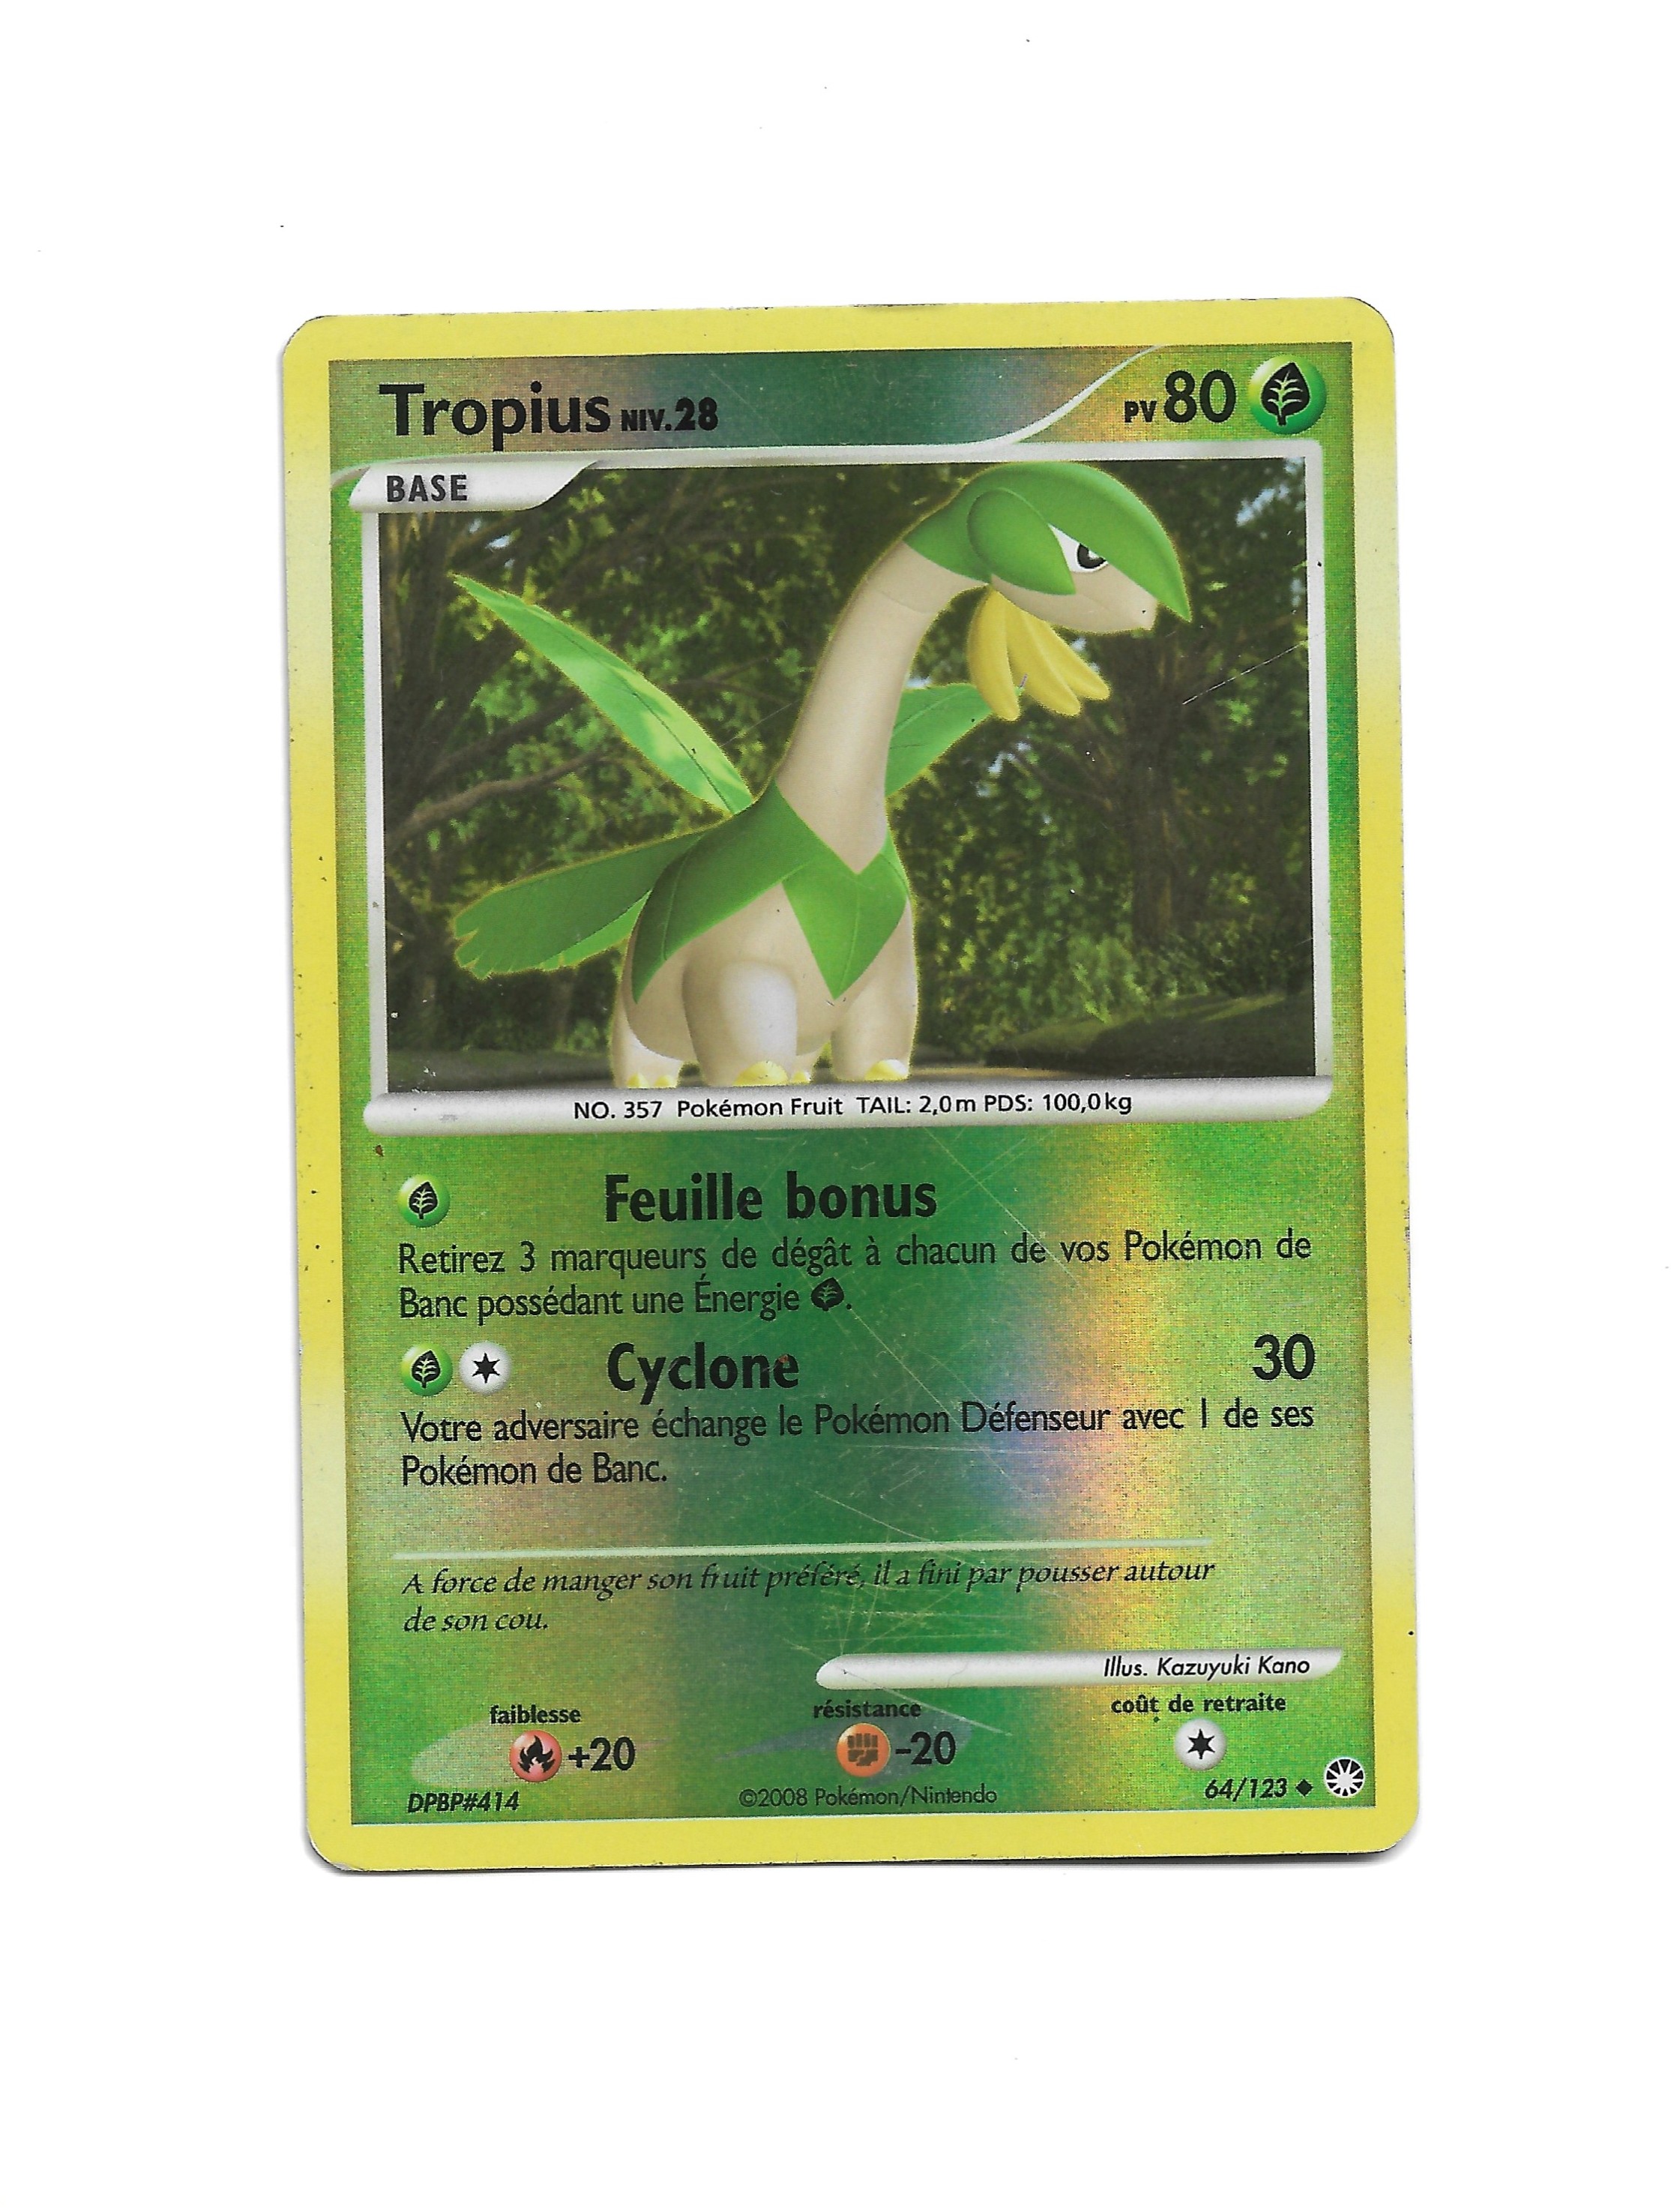 Tropius NIV.28
PV 80
BASE
NO. 357 Pokémon Fruit TAIL: 2,0m PDS: 100,0kg
Feuille bonus
Retirez 3 marqueurs de dégât à chacun de vos Pokémon de
Banc possédant une Énergie .
Cyclone 30
Votre adversaire échange le Pokémon Défenseur avec 1 de ses
Pokémon de Banc.
A force de manger son fruit préféré, il a fini par pousser autour
de son cou.
Illus. Kazuyuki Kano
faiblesse résistance coût de retraite
+20 -20
DPBP#414 ©2008 Pokémon/Nintendo 64/123